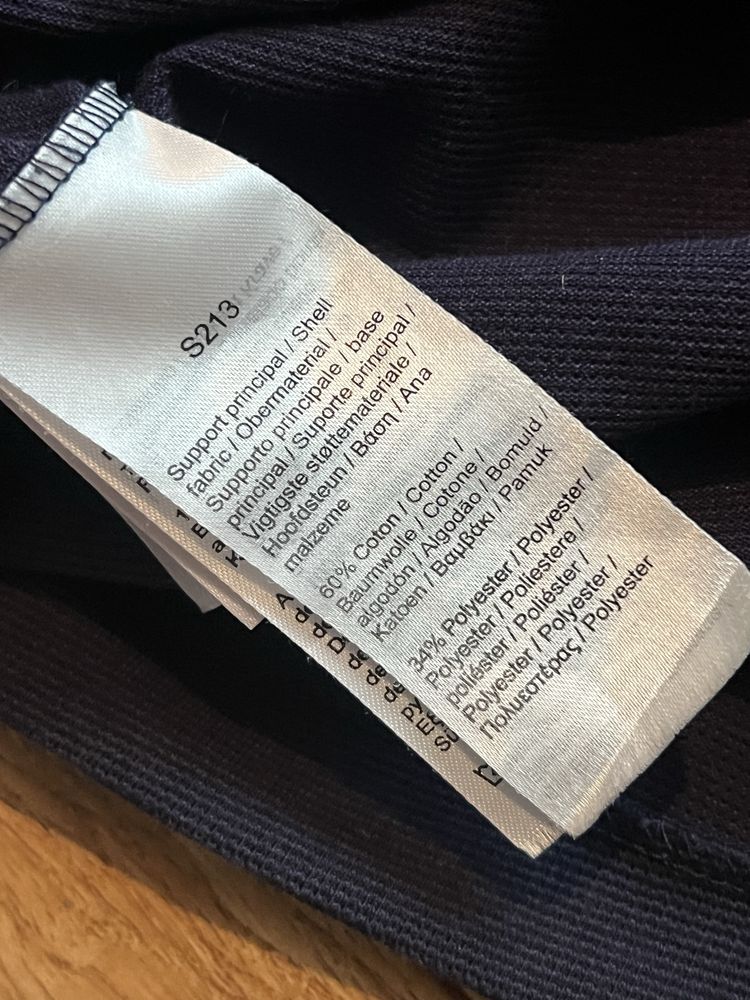 S213
Support principal / Shell
fabric / Obermaterial /
Supporto principale / base
principal / Suporte principal /
Vigtigste støttemateriale /
Hoofdsteun / Βάση / Ana
malzeme
60% Coton / Cotton /
Baumwolle / Cotone /
algodón / Algodão / Bomuld /
Katoen / Βαμβάκι / Pamuk
34% Polyester / Polyester /
Polyester / Poliestere /
poliéster / Poliéster /
Polyester / Polyester /
Πολυεστέρας / Polyester